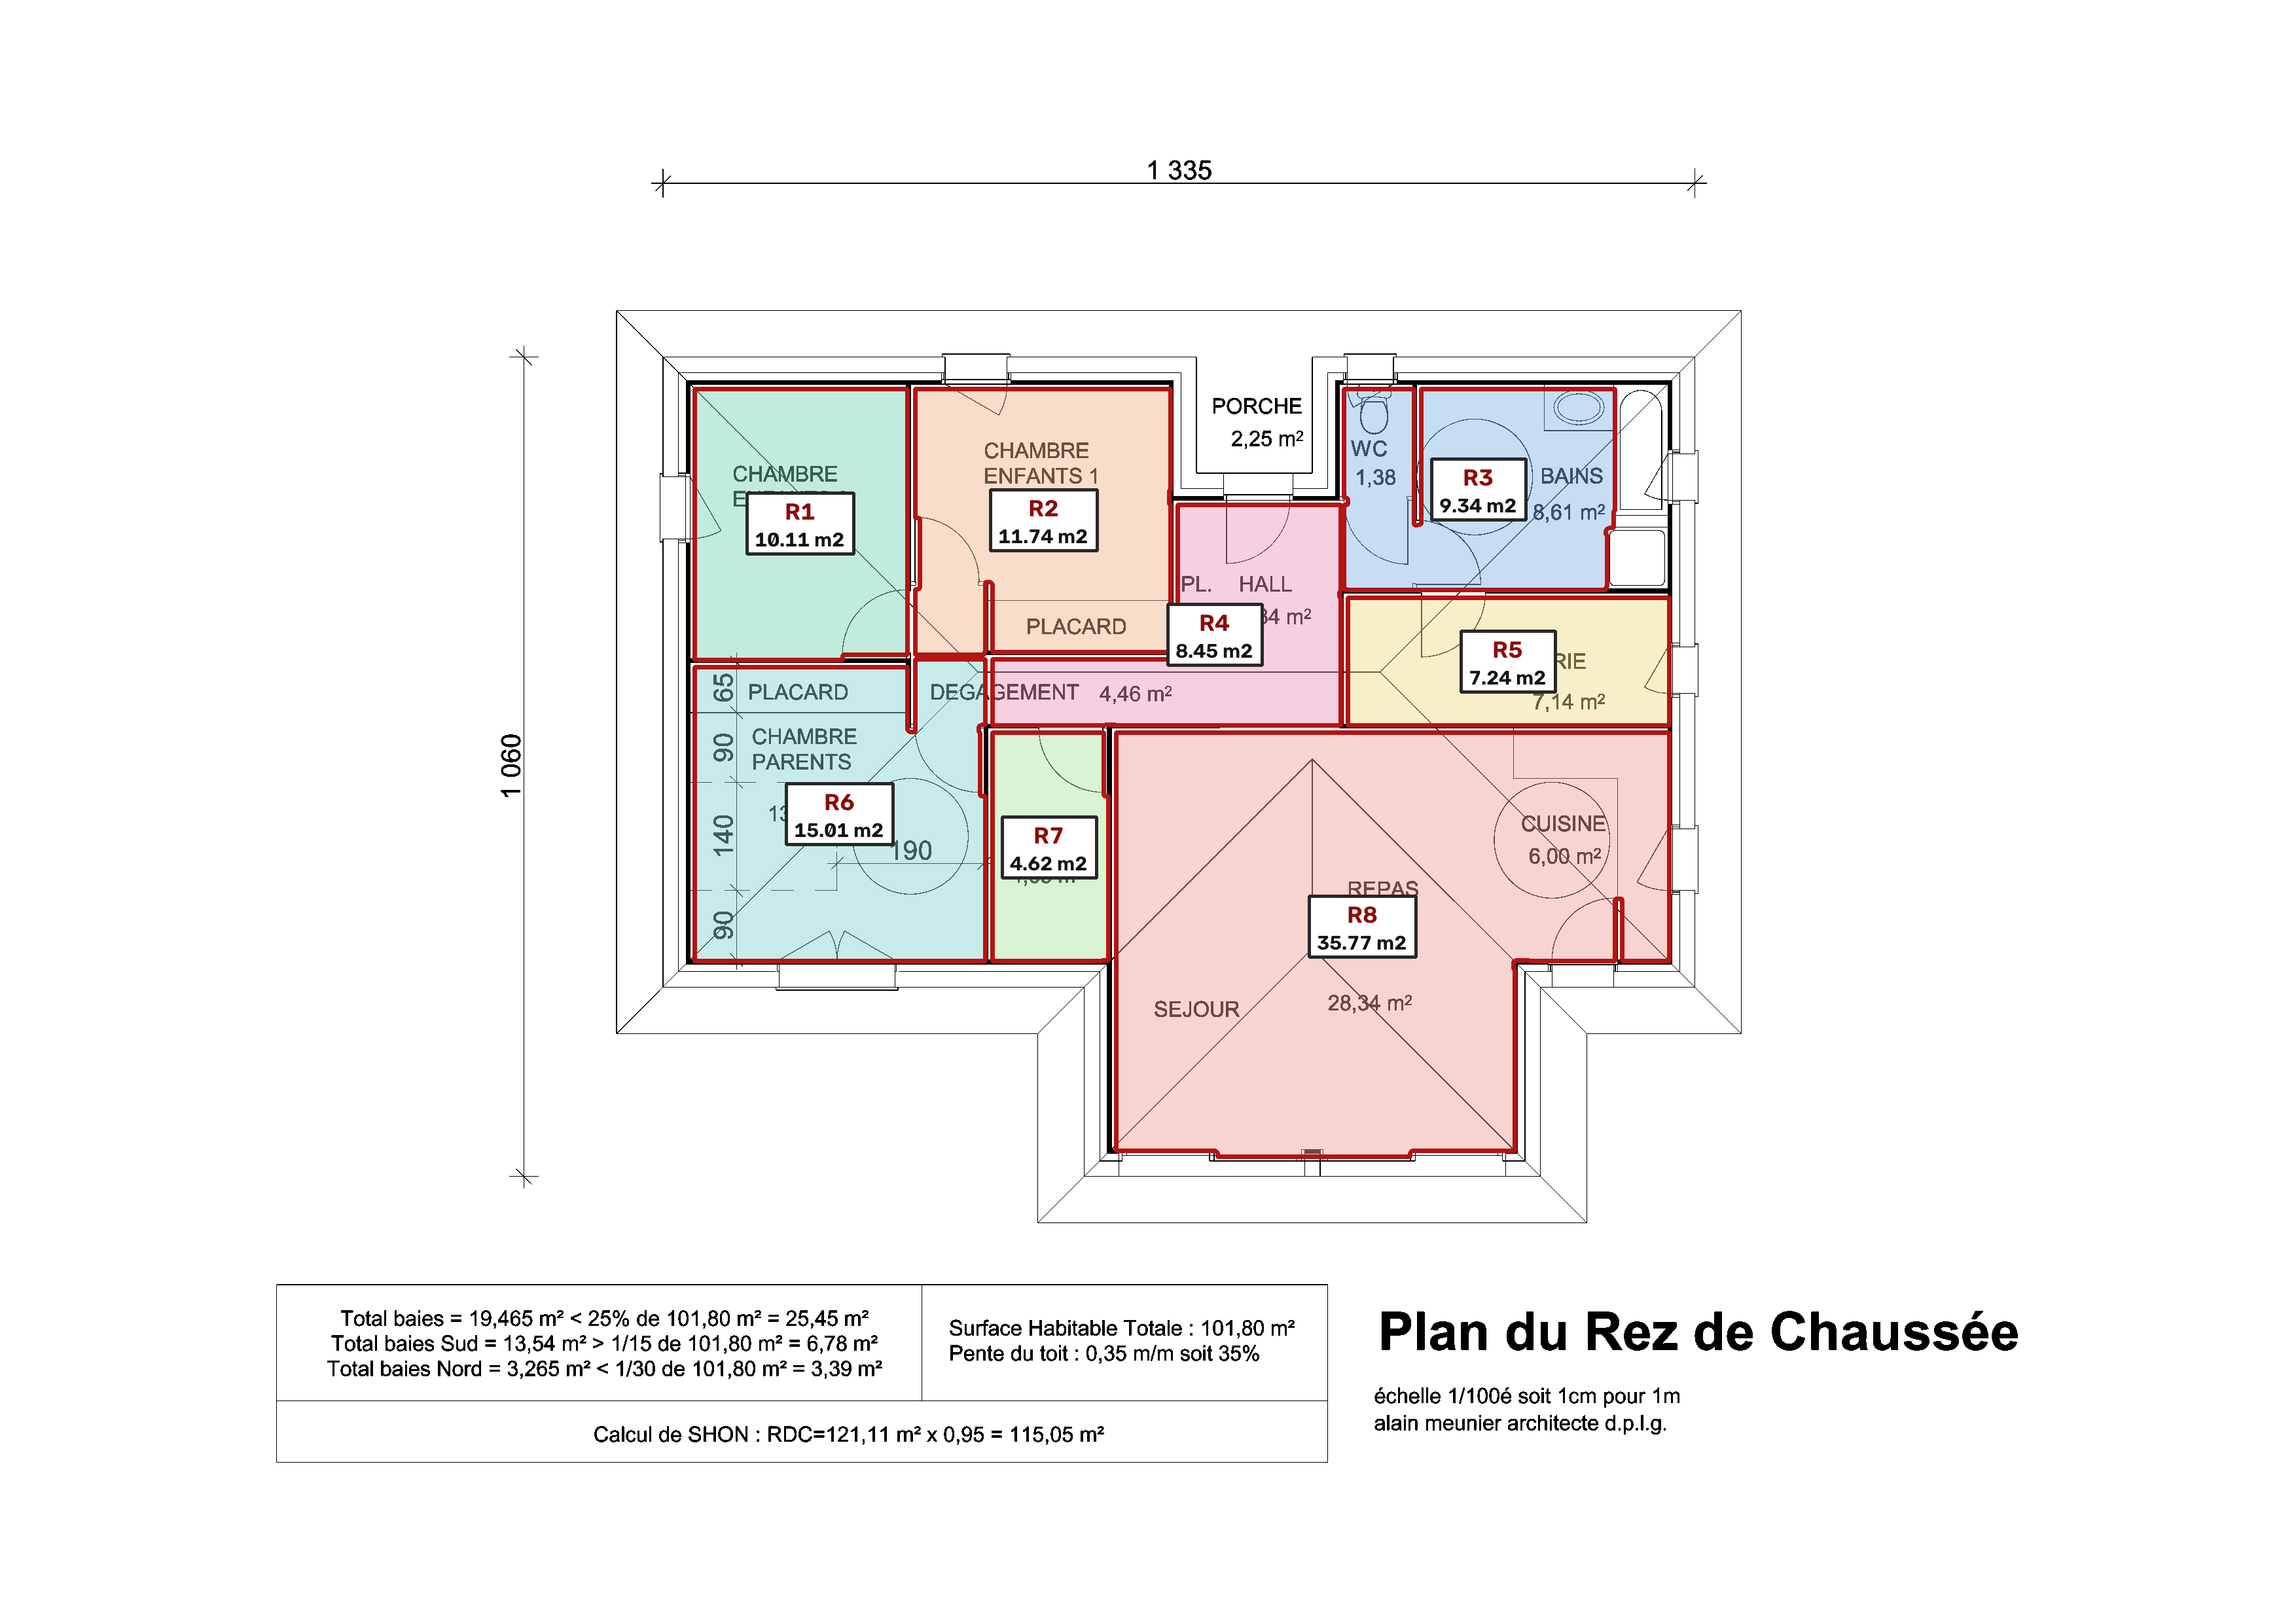 1 335
PORCHE
2,25 m²
CHAMBRE
ENFANTS 1
CHAMBRE
WC
1,38
BAINS
8,61 m²
R1
10.11 m2
R2
11.74 m2
R3
9.34 m2
PL.
HALL
R4
8.45 m2
PLACARD
R5
7.24 m2
7,14 m²
65
PLACARD
DEGAGEMENT
4,46 m²
90
CHAMBRE
PARENTS
1 060
R6
15.01 m2
140
190
R7
4.62 m2
CUISINE
6,00 m²
REPAS
R8
35.77 m2
90
SEJOUR
28,34 m²
Total baies = 19,465 m² < 25% de 101,80 m² = 25,45 m²
Total baies Sud = 13,54 m² > 1/15 de 101,80 m² = 6,78 m²
Total baies Nord = 3,265 m² < 1/30 de 101,80 m² = 3,39 m²
Surface Habitable Totale : 101,80 m²
Pente du toit : 0,35 m/m soit 35%
Calcul de SHON : RDC=121,11 m² x 0,95 = 115,05 m²
Plan du Rez de Chaussée
échelle 1/100é soit 1cm pour 1m
alain meunier architecte d.p.l.g.